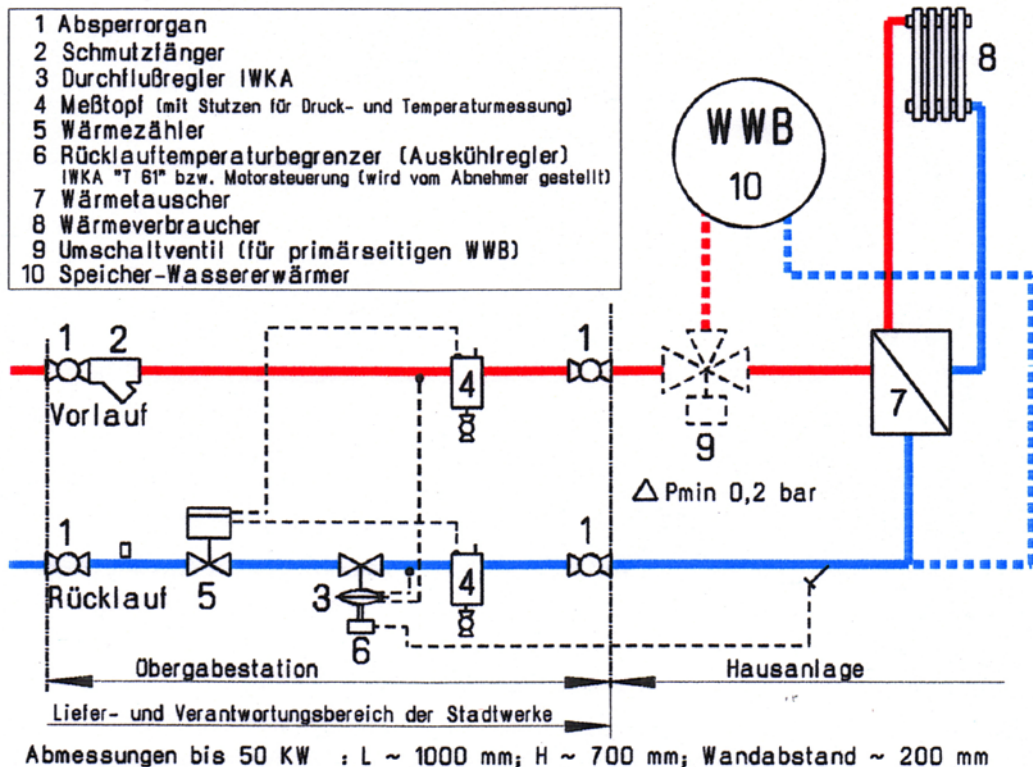 1 Absperrorgan
2 Schmutzfänger
3 Durchflußregler IWKA
4 Meßtopf (mit Stutzen für Druck- und Temperaturmessung)
5 Wärmezähler
6 Rücklauftemperaturbegrenzer (Auskühlregler)
IWKA "T 61" bzw. Motorsteuerung (wird vom Abnehmer gestellt)
7 Wärmetauscher
8 Wärmeverbraucher
9 Umschaltventil (für primärseitigen WWB)
10 Speicher-Wassererwärmer
8
WWB
10
1
2
1
4
7
Vorlauf
9
△ Pmin 0,2 bar
1
1
Rücklauf
5
3
4
6
Übergabestation
Hausanlage
Liefer- und Verantwortungsbereich der Stadtwerke
Abmessungen bis 50 KW : L ~ 1000 mm; H ~ 700 mm; Wandabstand ~ 200 mm